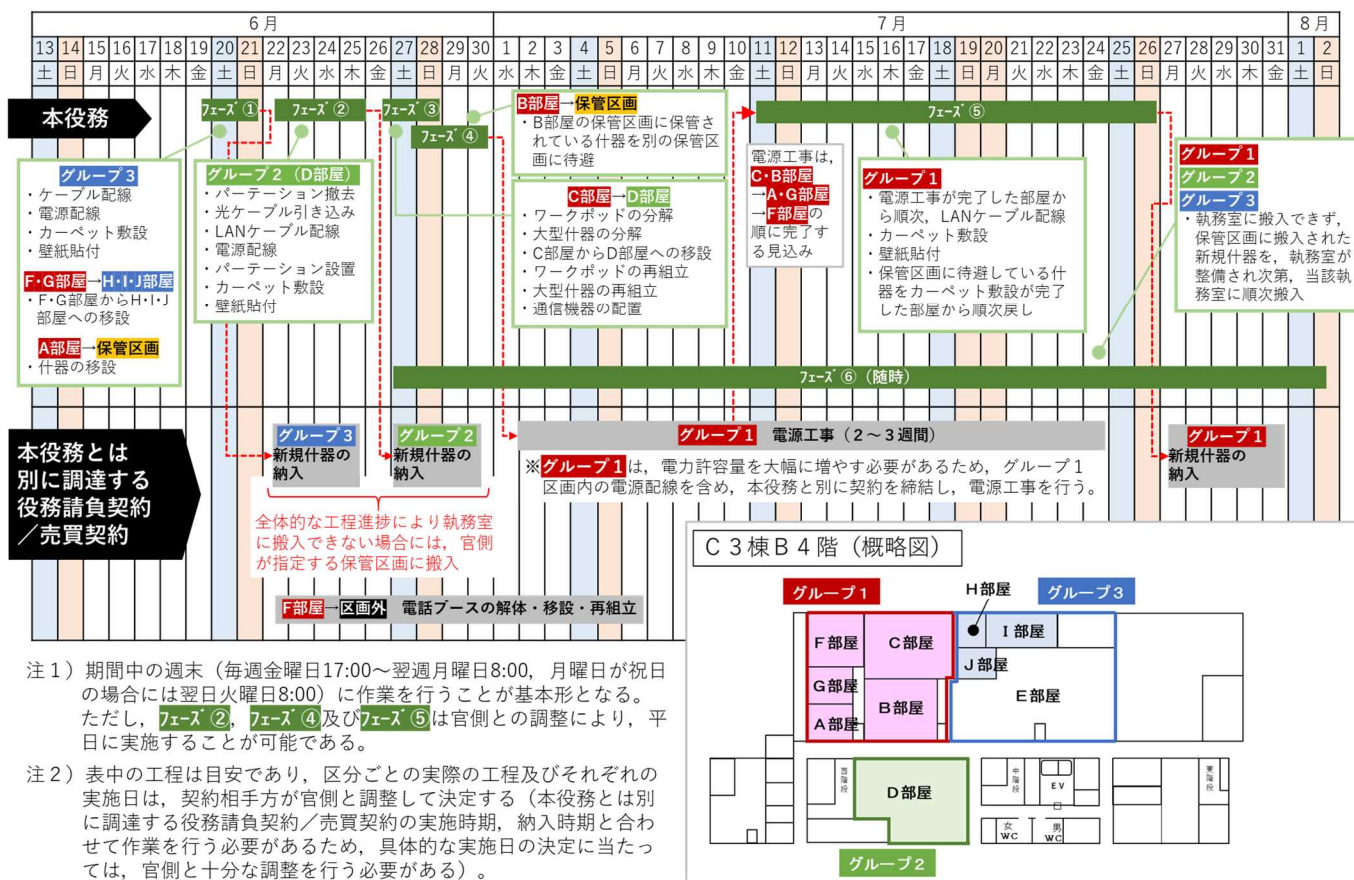 6月 7月 8月
13 14 15 16 17 18 19 20 21 22 23 24 25 26 27 28 29 30 1 2 3 4 5 6 7 8 9 10 11 12 13 14 15 16 17 18 19 20 21 22 23 24 25 26 27 28 29 30 31 1 2
土 日 月 火 水 木 金 土 日 月 火 水 木 金 土 日 月 火 水 木 金 土 日 月 火 水 木 金 土 日 月 火 水 木 金 土 日 月 火 水 木 金 土 日 月 火 水 木 金 土 日
本役務
フェーズ①
フェーズ②
フェーズ③
フェーズ④
フェーズ⑤
グループ3
・ケーブル配線
・電源配線
・カーペット敷設
・壁紙貼付
F・G部屋→H・I・J部屋
・F・G部屋からH・I・J
部屋への移設
A部屋→保管区画
・什器の移設
グループ2(D部屋)
・パーテーション撤去
・光ケーブル引き込み
・LANケーブル配線
・電源配線
・パーテーション設置
・カーペット敷設
・壁紙貼付
B部屋→保管区画
・B部屋の保管区画に保管さ
れている什器を別の保管区
画に待避
C部屋→D部屋
・ワークポッドの分解
・大型什器の分解
・C部屋からD部屋への移設
・ワークポッドの再組立
・大型什器の再組立
・通信機器の配置
電源工事は，
C・B部屋
→A・G部屋
→F部屋の
順に完了す
る見込み
グループ1
・電源工事が完了した部屋か
ら順次，LANケーブル配線
・カーペット敷設
・壁紙貼付
・保管区画に待避している什
器をカーペット敷設が完了
した部屋から順次戻し
グループ1
グループ2
グループ3
・執務室に搬入できず，
保管区画に搬入された
新規什器を，執務室が
整備され次第，当該執
務室に順次搬入
フェーズ⑥(随時)
本役務とは
別に調達する
役務請負契約
／売買契約
グループ3
新規什器の
納入
グループ2
新規什器の
納入
グループ1 電源工事(2～3週間)
グループ1
新規什器の
納入
※グループ1は，電力許容量を大幅に増やす必要があるため，グループ1
区画内の電源配線を含め，本役務と別に契約を締結し，電源工事を行う。
全体的な工程進捗により執務室
に搬入できない場合には，官側
が指定する保管区画に搬入
F部屋→区画外 電話ブースの解体・移設・再組立
注1）期間中の週末（毎週金曜日17:00～翌週月曜日8:00，月曜日が祝日
の場合には翌日火曜日8:00）に作業を行うことが基本形となる。
ただし，フェーズ②，フェーズ④及びフェーズ⑤は官側との調整により，平
日に実施することが可能である。
注2）表中の工程は目安であり，区分ごとの実際の工程及びそれぞれの
実施日は，契約相手方が官側と調整して決定する（本役務とは別
に調達する役務請負契約／売買契約の実施時期，納入時期と合わ
せて作業を行う必要があるため，具体的な実施日の決定に当たっ
ては，官側と十分な調整を行う必要がある）。
C3棟B4階（概略図）
グループ1
H部屋
グループ3
F部屋
C部屋
I部屋
J部屋
G部屋
B部屋
E部屋
A部屋
西階段
D部屋
中階段
EV
東階段
女
WC
男
WC
グループ2